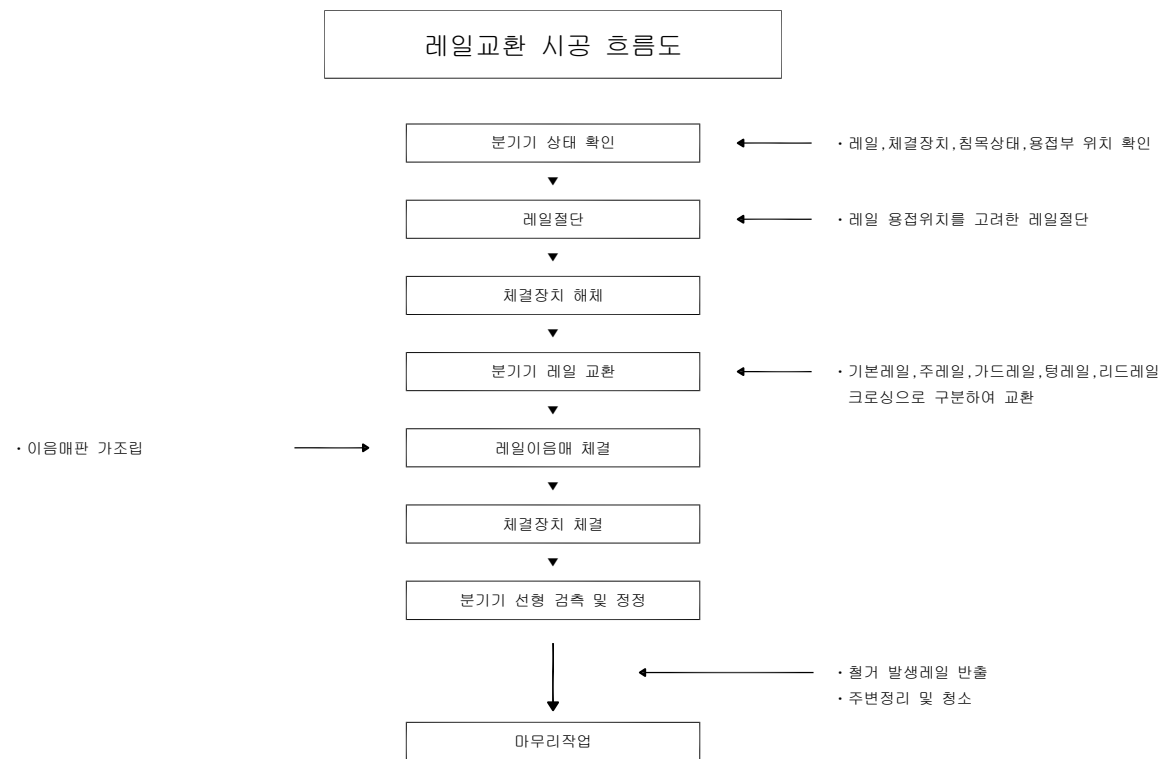 레일교환 시공 흐름도
분기기 상태 확인
·레일,체결장치,침목상태,용접부 위치 확인
레일절단
·레일 용접위치를 고려한 레일절단
체결장치 해체
분기기 레일 교환
·기본레일,주레일,가드레일,텅레일,리드레일
크로싱으로 구분하여 교환
·이음매판 가조립
레일이음매 체결
체결장치 체결
분기기 선형 검측 및 정정
·철거 발생레일 반출
·주변정리 및 청소
마무리작업